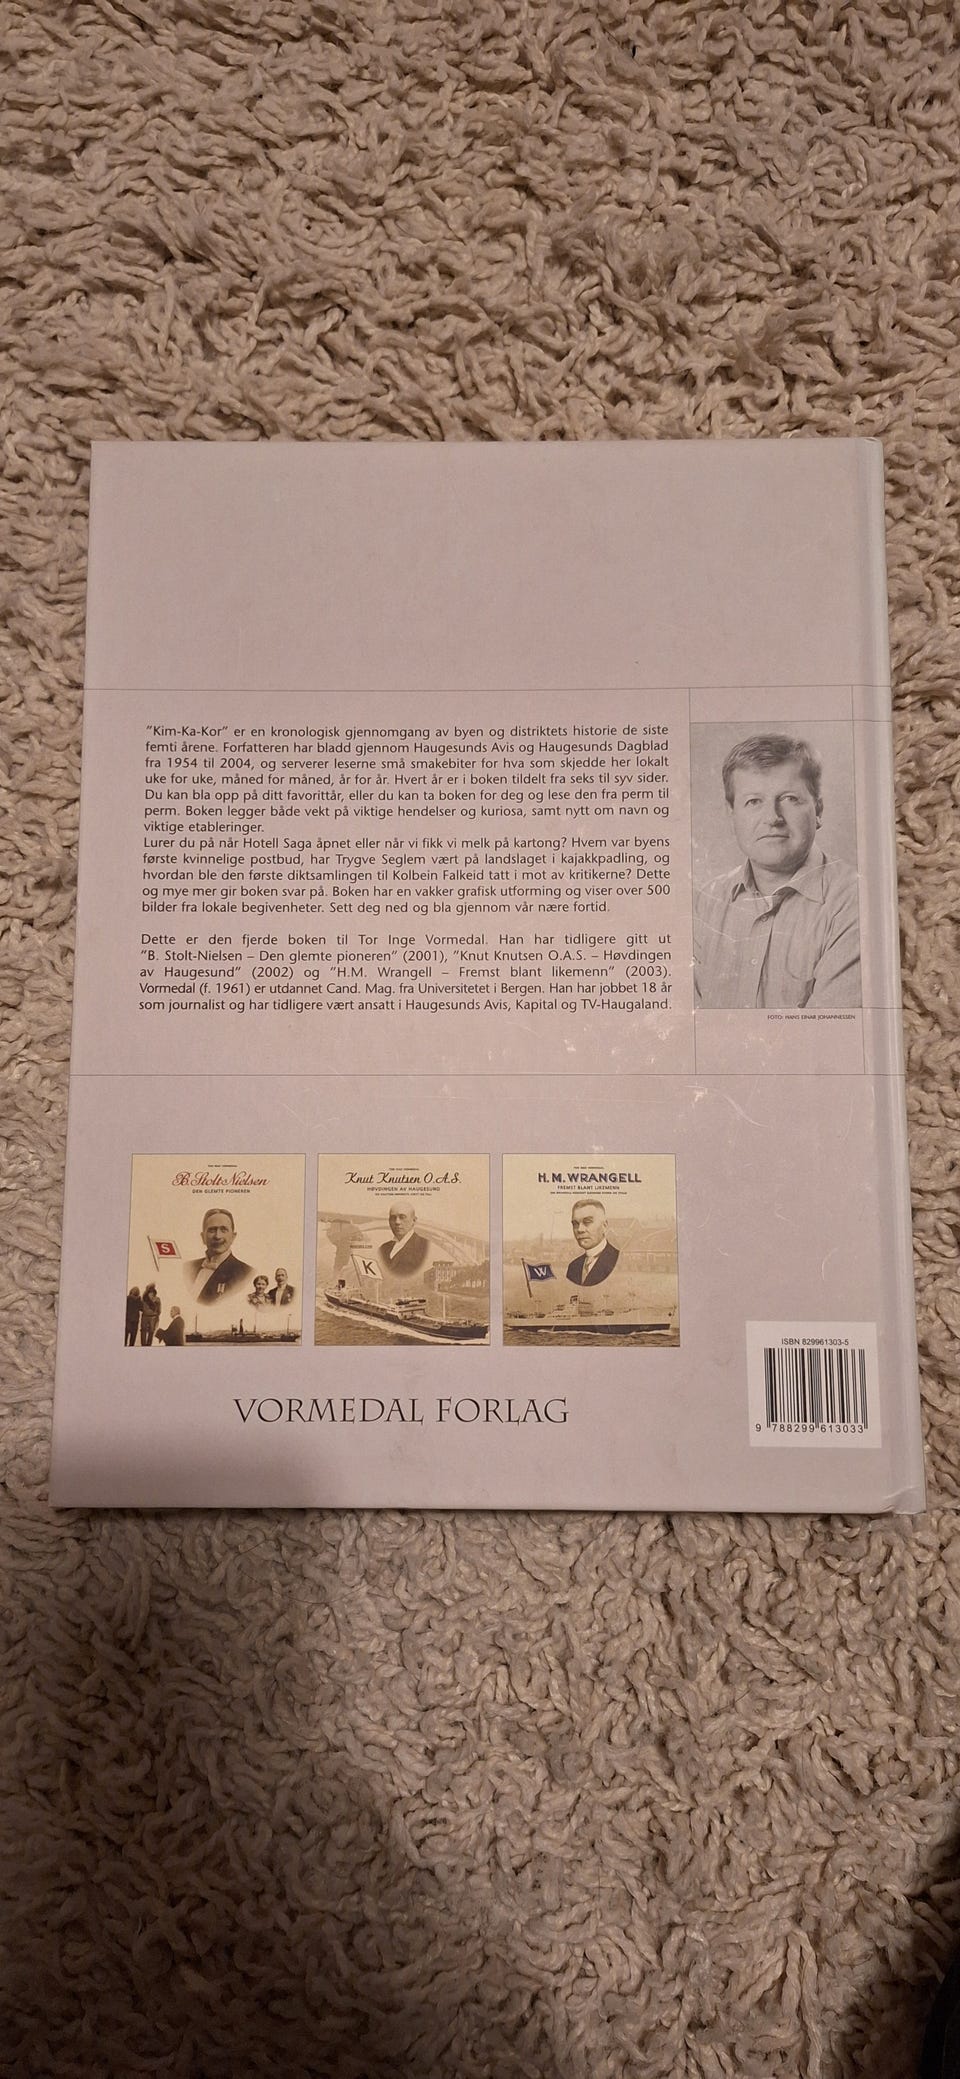 "Kim-Ka-Kor" er en kronologisk gjennomgang av byen og distriktets historie de siste
femti årene. Forfatteren har bladd gjennom Haugesunds Avis og Haugesunds Dagblad
fra 1954 til 2004, og serverer leserne små smakebiter for hva som skjedde her lokalt
uke for uke, måned for måned, år for år. Hvert år er i boken tildelt fra seks til syv sider.
Du kan bla opp på ditt favorittår, eller du kan ta boken for deg og lese den fra perm til
perm. Boken legger både vekt på viktige hendelser og kuriosa, samt nytt om navn og
viktige etableringer.
Lurer du på når Hotell Saga åpnet eller når vi fikk vi melk på kartong? Hvem var byens
første kvinnelige postbud, har Trygve Seglem vært på landslaget i kajakkpadling, og
hvordan ble den første diktsamlingen til Kolbein Falkeid tatt i mot av kritikerne? Dette
og mye mer gir boken svar på. Boken har en vakker grafisk utforming og viser over 500
bilder fra lokale begivenheter. Sett deg ned og bla gjennom vår nære fortid.
Dette er den fjerde boken til Tor Inge Vormedal. Han har tidligere gitt ut
"B. Stolt-Nielsen – Den glemte pioneren" (2001), "Knut Knutsen O.A.S. – Høvdingen
av Haugesund" (2002) og "H.M. Wrangell – Fremst blant likemenn" (2003).
Vormedal (f. 1961) er utdannet Cand. Mag. fra Universitetet i Bergen. Han har jobbet 18 år
som journalist og har tidligere vært ansatt i Haugesunds Avis, Kapital og TV-Haugaland.
FOTO: HANS EINAR JOHANNESSEN
B. Stolt-Nielsen
DEN GLEMTE PIONEREN
S
Knut Knutsen O.A.S.
HØVDINGEN AV HAUGESUND
K
H.M. WRANGELL
FREMST BLANT LIKEMENN
W
VORMEDAL FORLAG
ISBN 829961303-5
9 788299 613033